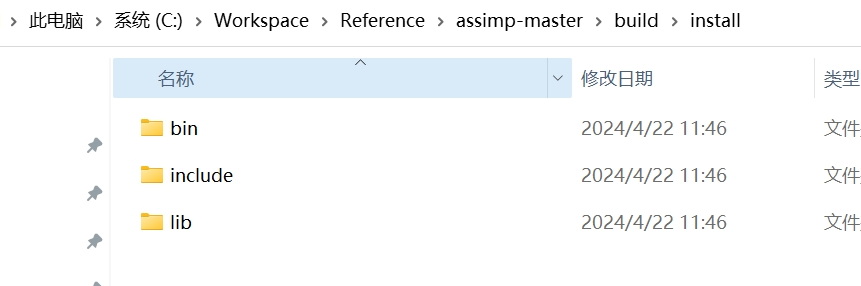 此电脑 系统 (C:) Workspace Reference assimp-master build install
名称 修改日期 类型
bin 2024/4/22 11:46 文件
include 2024/4/22 11:46 文件
lib 2024/4/22 11:46 文件